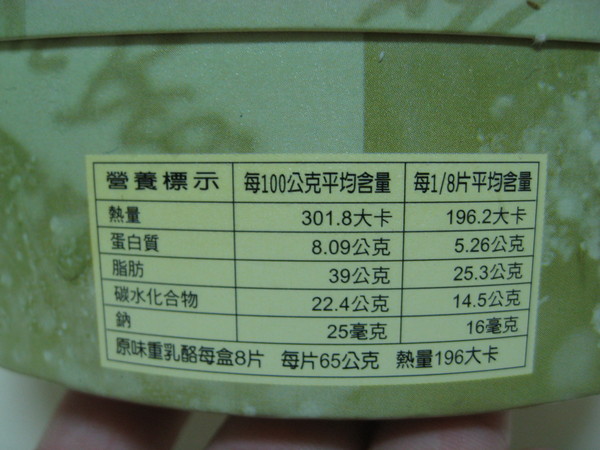 營養標示 每100公克平均含量 每1/8片平均含量
熱量 301.8大卡 196.2大卡
蛋白質 8.09公克 5.26公克
脂肪 39公克 25.3公克
碳水化合物 22.4公克 14.5公克
鈉 25毫克 16毫克
原味重乳酪每盒8片 每片65公克 熱量196大卡